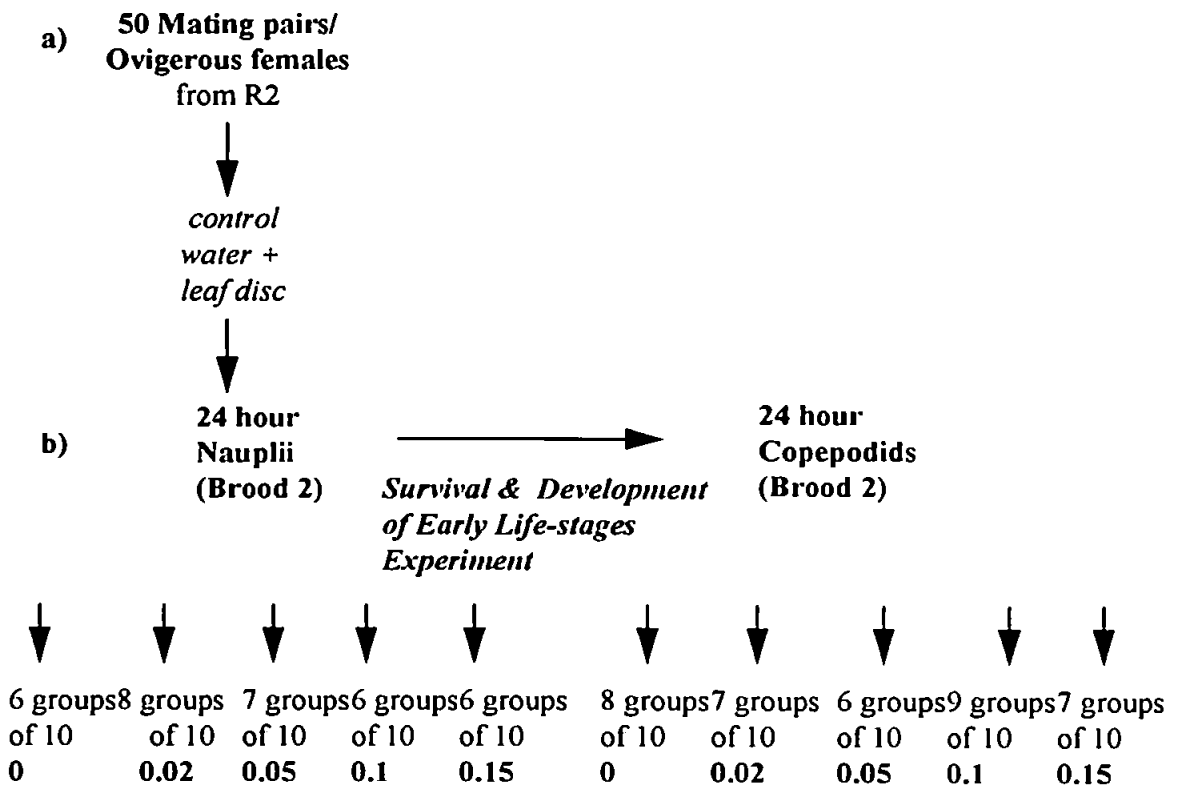 a)
50 Mating pairs/
Ovigerous females
from R2
control
water +
leaf disc
b)
24 hour
Nauplii
(Brood 2)
Survival & Development
of Early Life-stages
Experiment
24 hour
Copepodids
(Brood 2)
6 groups 8 groups 7 groups 6 groups 6 groups 8 groups 7 groups 6 groups 9 groups 7 groups
of 10 of 10 of 10 of 10 of 10 of 10 of 10 of 10 of 10 of 10
0 0.02 0.05 0.1 0.15 0 0.02 0.05 0.1 0.15